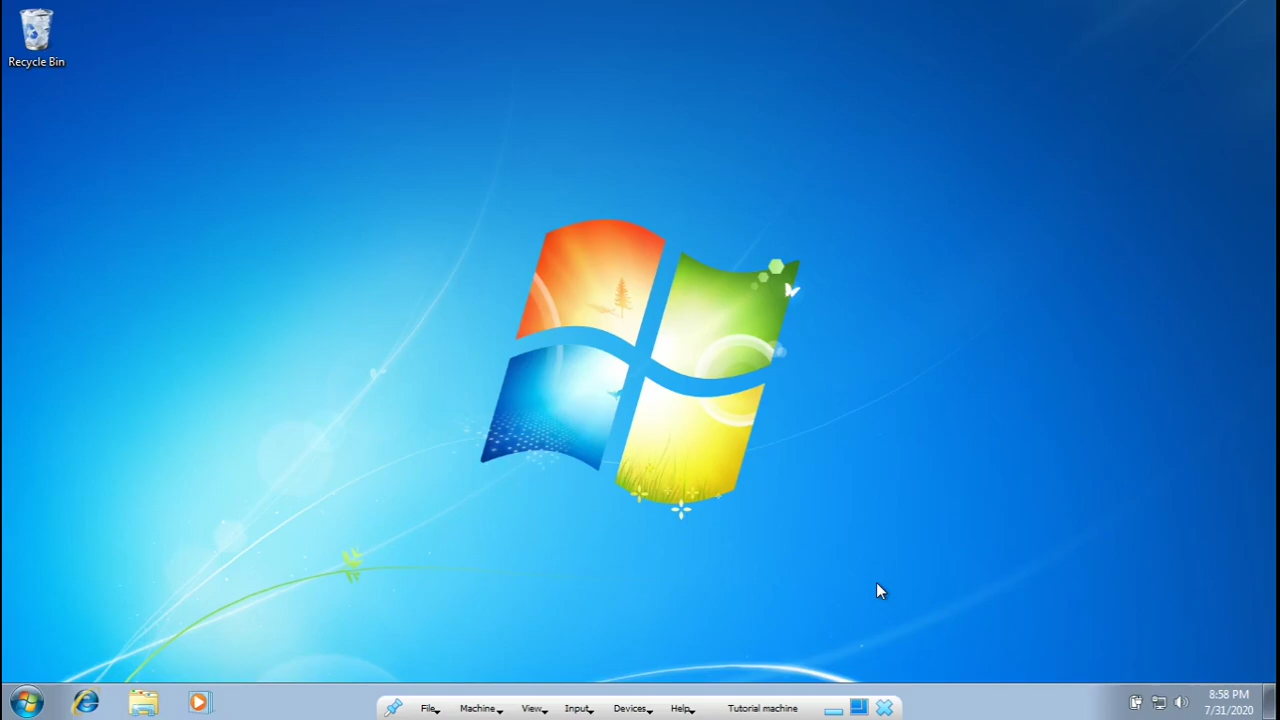 Recycle Bin
File Machine View Input Devices Help Tutorial machine
8:58 PM
7/31/2020